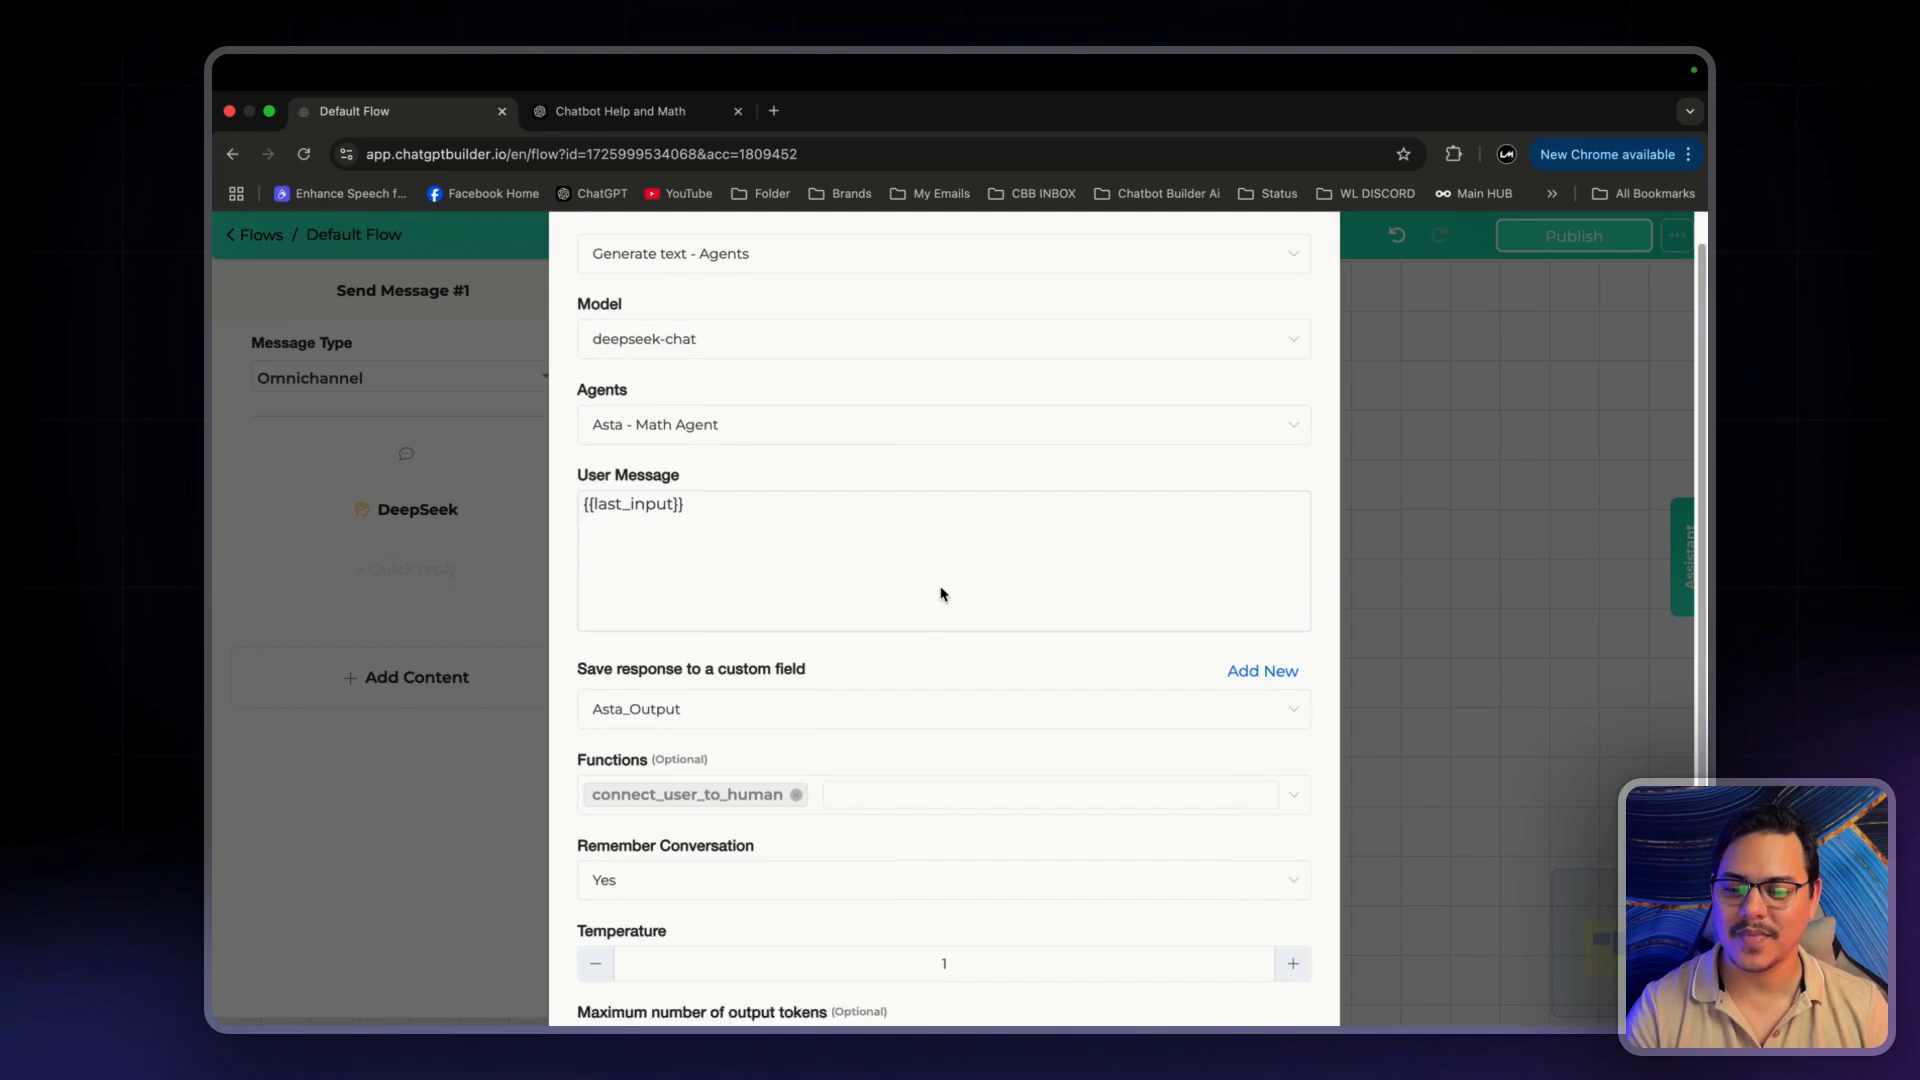 Default Flow
Chatbot Help and Math
app.chatgptbuilder.io/en/flow?id=1725999534068&acc=1809452
New Chrome available
Enhance Speech f...
Facebook Home
ChatGPT
YouTube
Folder
Brands
My Emails
CBB INBOX
Chatbot Builder Ai
Status
WL DISCORD
Main HUB
All Bookmarks
Flows / Default Flow
Publish
Send Message #1
Message Type
Omnichannel
DeepSeek
+ Quick reply
+ Add Content
Generate text - Agents
Model
deepseek-chat
Agents
Asta - Math Agent
User Message
{{last_input}}
Save response to a custom field
Add New
Asta_Output
Functions (Optional)
connect_user_to_human
Remember Conversation
Yes
Temperature
1
Maximum number of output tokens (Optional)
Assistant